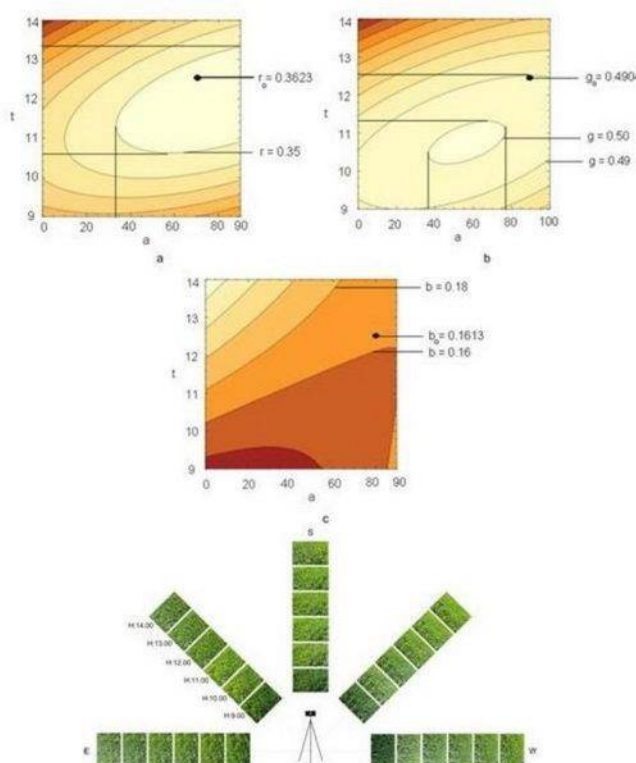 14
13
12
t
11
10
9
0 20 40 60 80 90
a
a
r₀ = 0.3623
r = 0.35
14
13
12
t
11
10
9
0 20 40 60 80 100
a
b
g₀ = 0.4904
g = 0.50
g = 0.49
14
13
12
t
11
10
9
0 20 40 60 80 90
a
c
b = 0.18
b₀ = 0.1613
b = 0.16
S
H:14.00
H:13.00
H:12.00
H:11.00
H:10.00
H:9.00
E
W